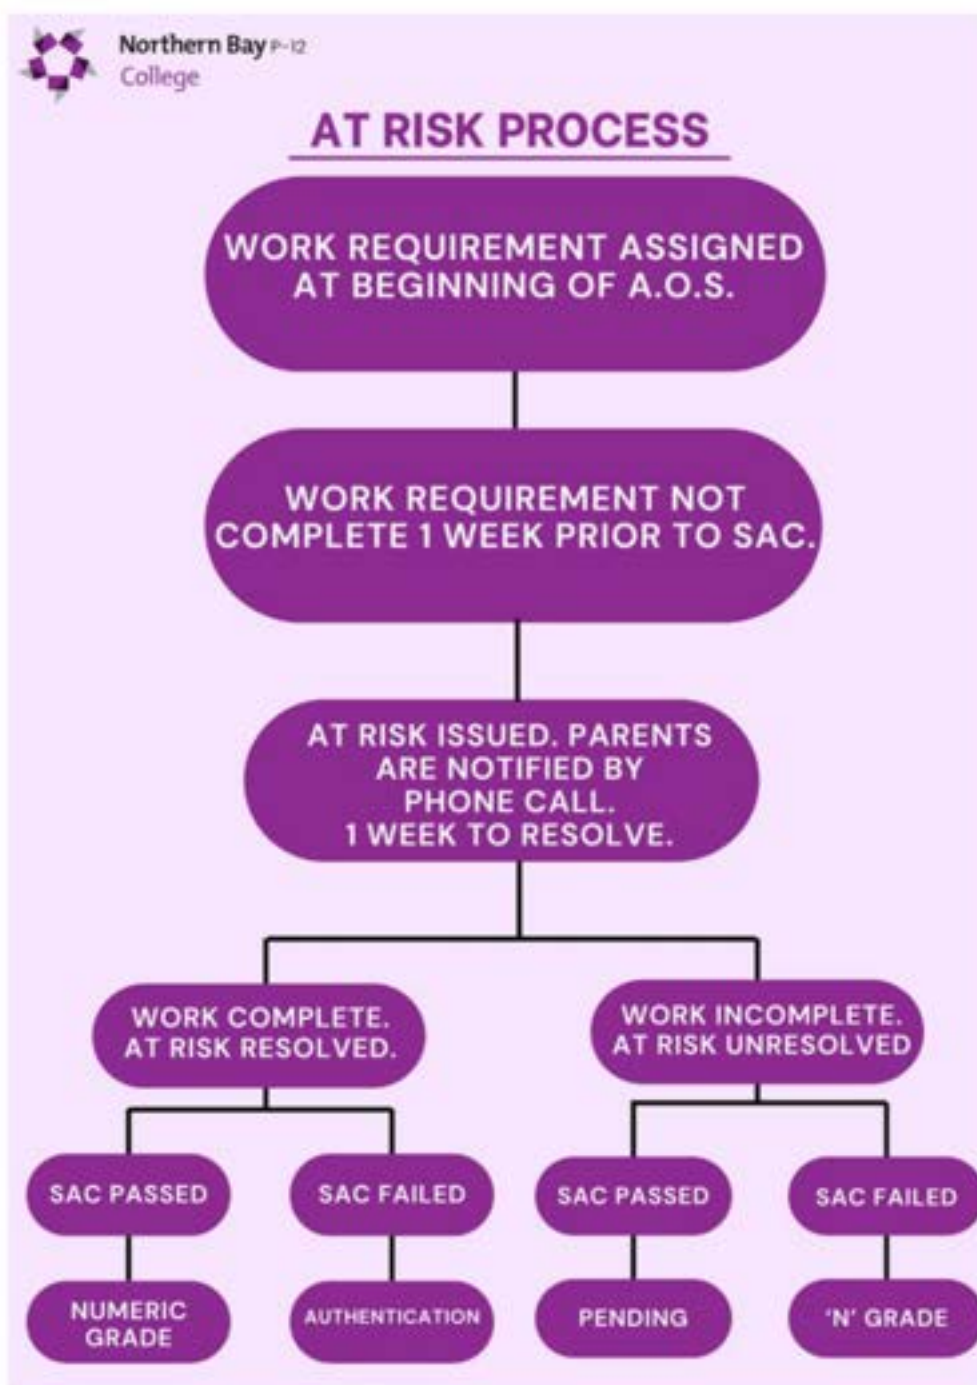 Northern Bay P-12
College
AT RISK PROCESS
WORK REQUIREMENT ASSIGNED
AT BEGINNING OF A.O.S.
WORK REQUIREMENT NOT
COMPLETE 1 WEEK PRIOR TO SAC.
AT RISK ISSUED. PARENTS
ARE NOTIFIED BY
PHONE CALL.
1 WEEK TO RESOLVE.
WORK COMPLETE.
AT RISK RESOLVED.
WORK INCOMPLETE.
AT RISK UNRESOLVED
SAC PASSED
SAC FAILED
SAC PASSED
SAC FAILED
NUMERIC
GRADE
AUTHENTICATION
PENDING
'N' GRADE